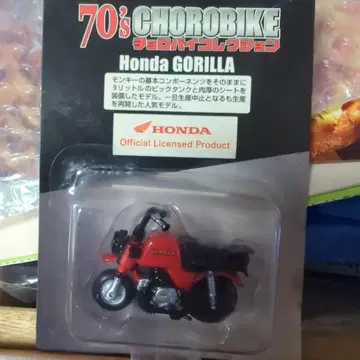 70's CHOROBIKE
チョロバイコレクション
Honda GORILLA
モンキーの基本コンポーネンツをそのままに
9リットルのビックタンクと肉厚のシートを
装備したモデル。一旦生産中止となるも生産
を再開した人気モデル。
HONDA
Official Licensed Product
GORILLA